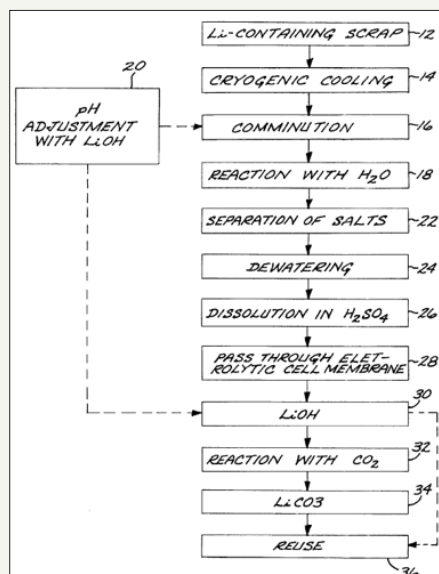 Li-CONTAINING SCRAP
12
20
CRYOGENIC COOLING
14
pH
ADJUSTMENT
WITH LiOH
COMMINUTION
16
REACTION WITH H2O
18
SEPARATION OF SALTS
22
DEWATERING
24
DISSOLUTION IN H2SO4
26
PASS THROUGH ELET-
ROLYTIC CELL MEMBRANE
28
LiOH
30
REACTION WITH CO2
32
LiCO3
34
REUSE
36